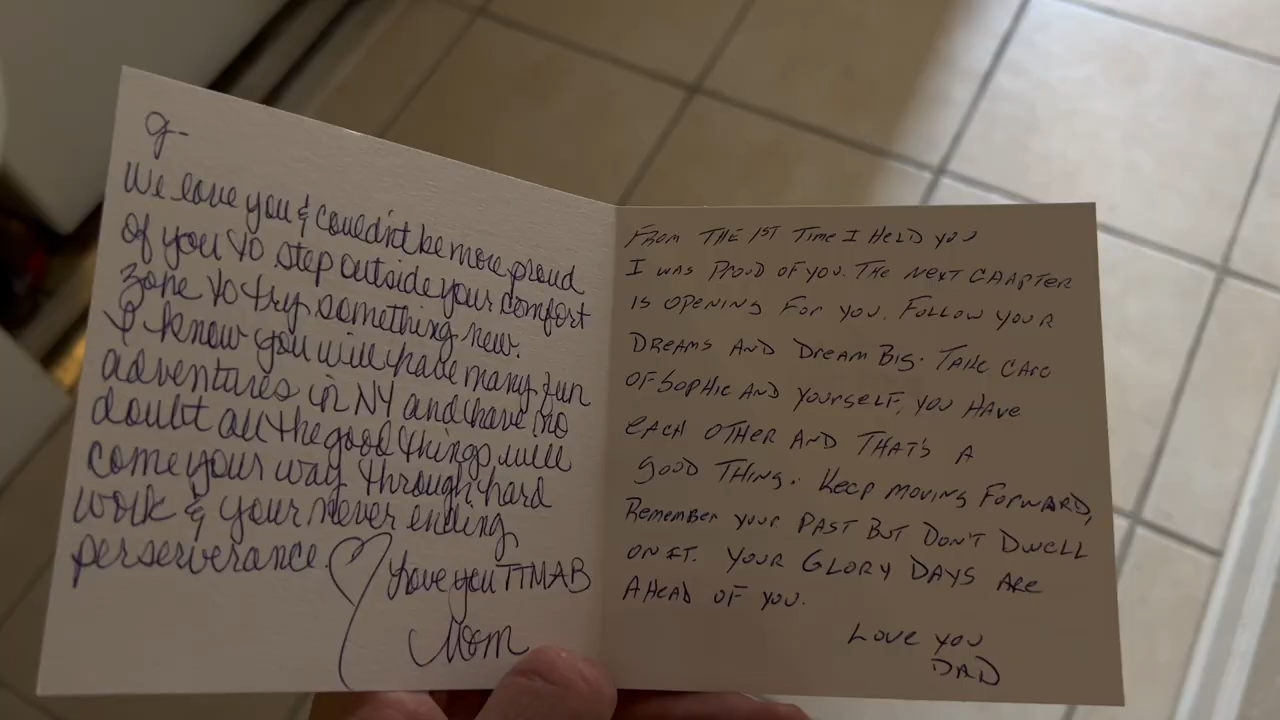 g-
We love you & couldn't be more proud
of you to step outside your comfort
zone to try something new.
I know you will have many fun
adventures in NY and have no
doubt all the good things will
come your way through hard
work & your never ending
perserverance.
Love you TTMAB
Mom
FROM THE 1ST TIME I HELD YOU
I WAS PROUD OF YOU. THE NEXT CHAPTER
IS OPENING FOR YOU. FOLLOW YOUR
DREAMS AND DREAM BIG. TAKE CARE
OF SOPHIE AND YOURSELF, YOU HAVE
EACH OTHER AND THAT'S A
GOOD THING. KEEP MOVING FORWARD,
REMEMBER YOUR PAST BUT DON'T DWELL
ON IT. YOUR GLORY DAYS ARE
AHEAD OF YOU.
LOVE YOU
DAD